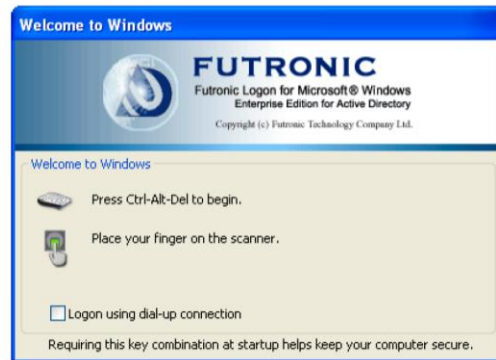 Welcome to Windows
FUTRONIC
Futronic Logon for Microsoft® Windows
Enterprise Edition for Active Directory
Copyright (c) Futronic Technology Company Ltd.
Welcome to Windows
Press Ctrl-Alt-Del to begin.
Place your finger on the scanner.
Logon using dial-up connection
Requiring this key combination at startup helps keep your computer secure.